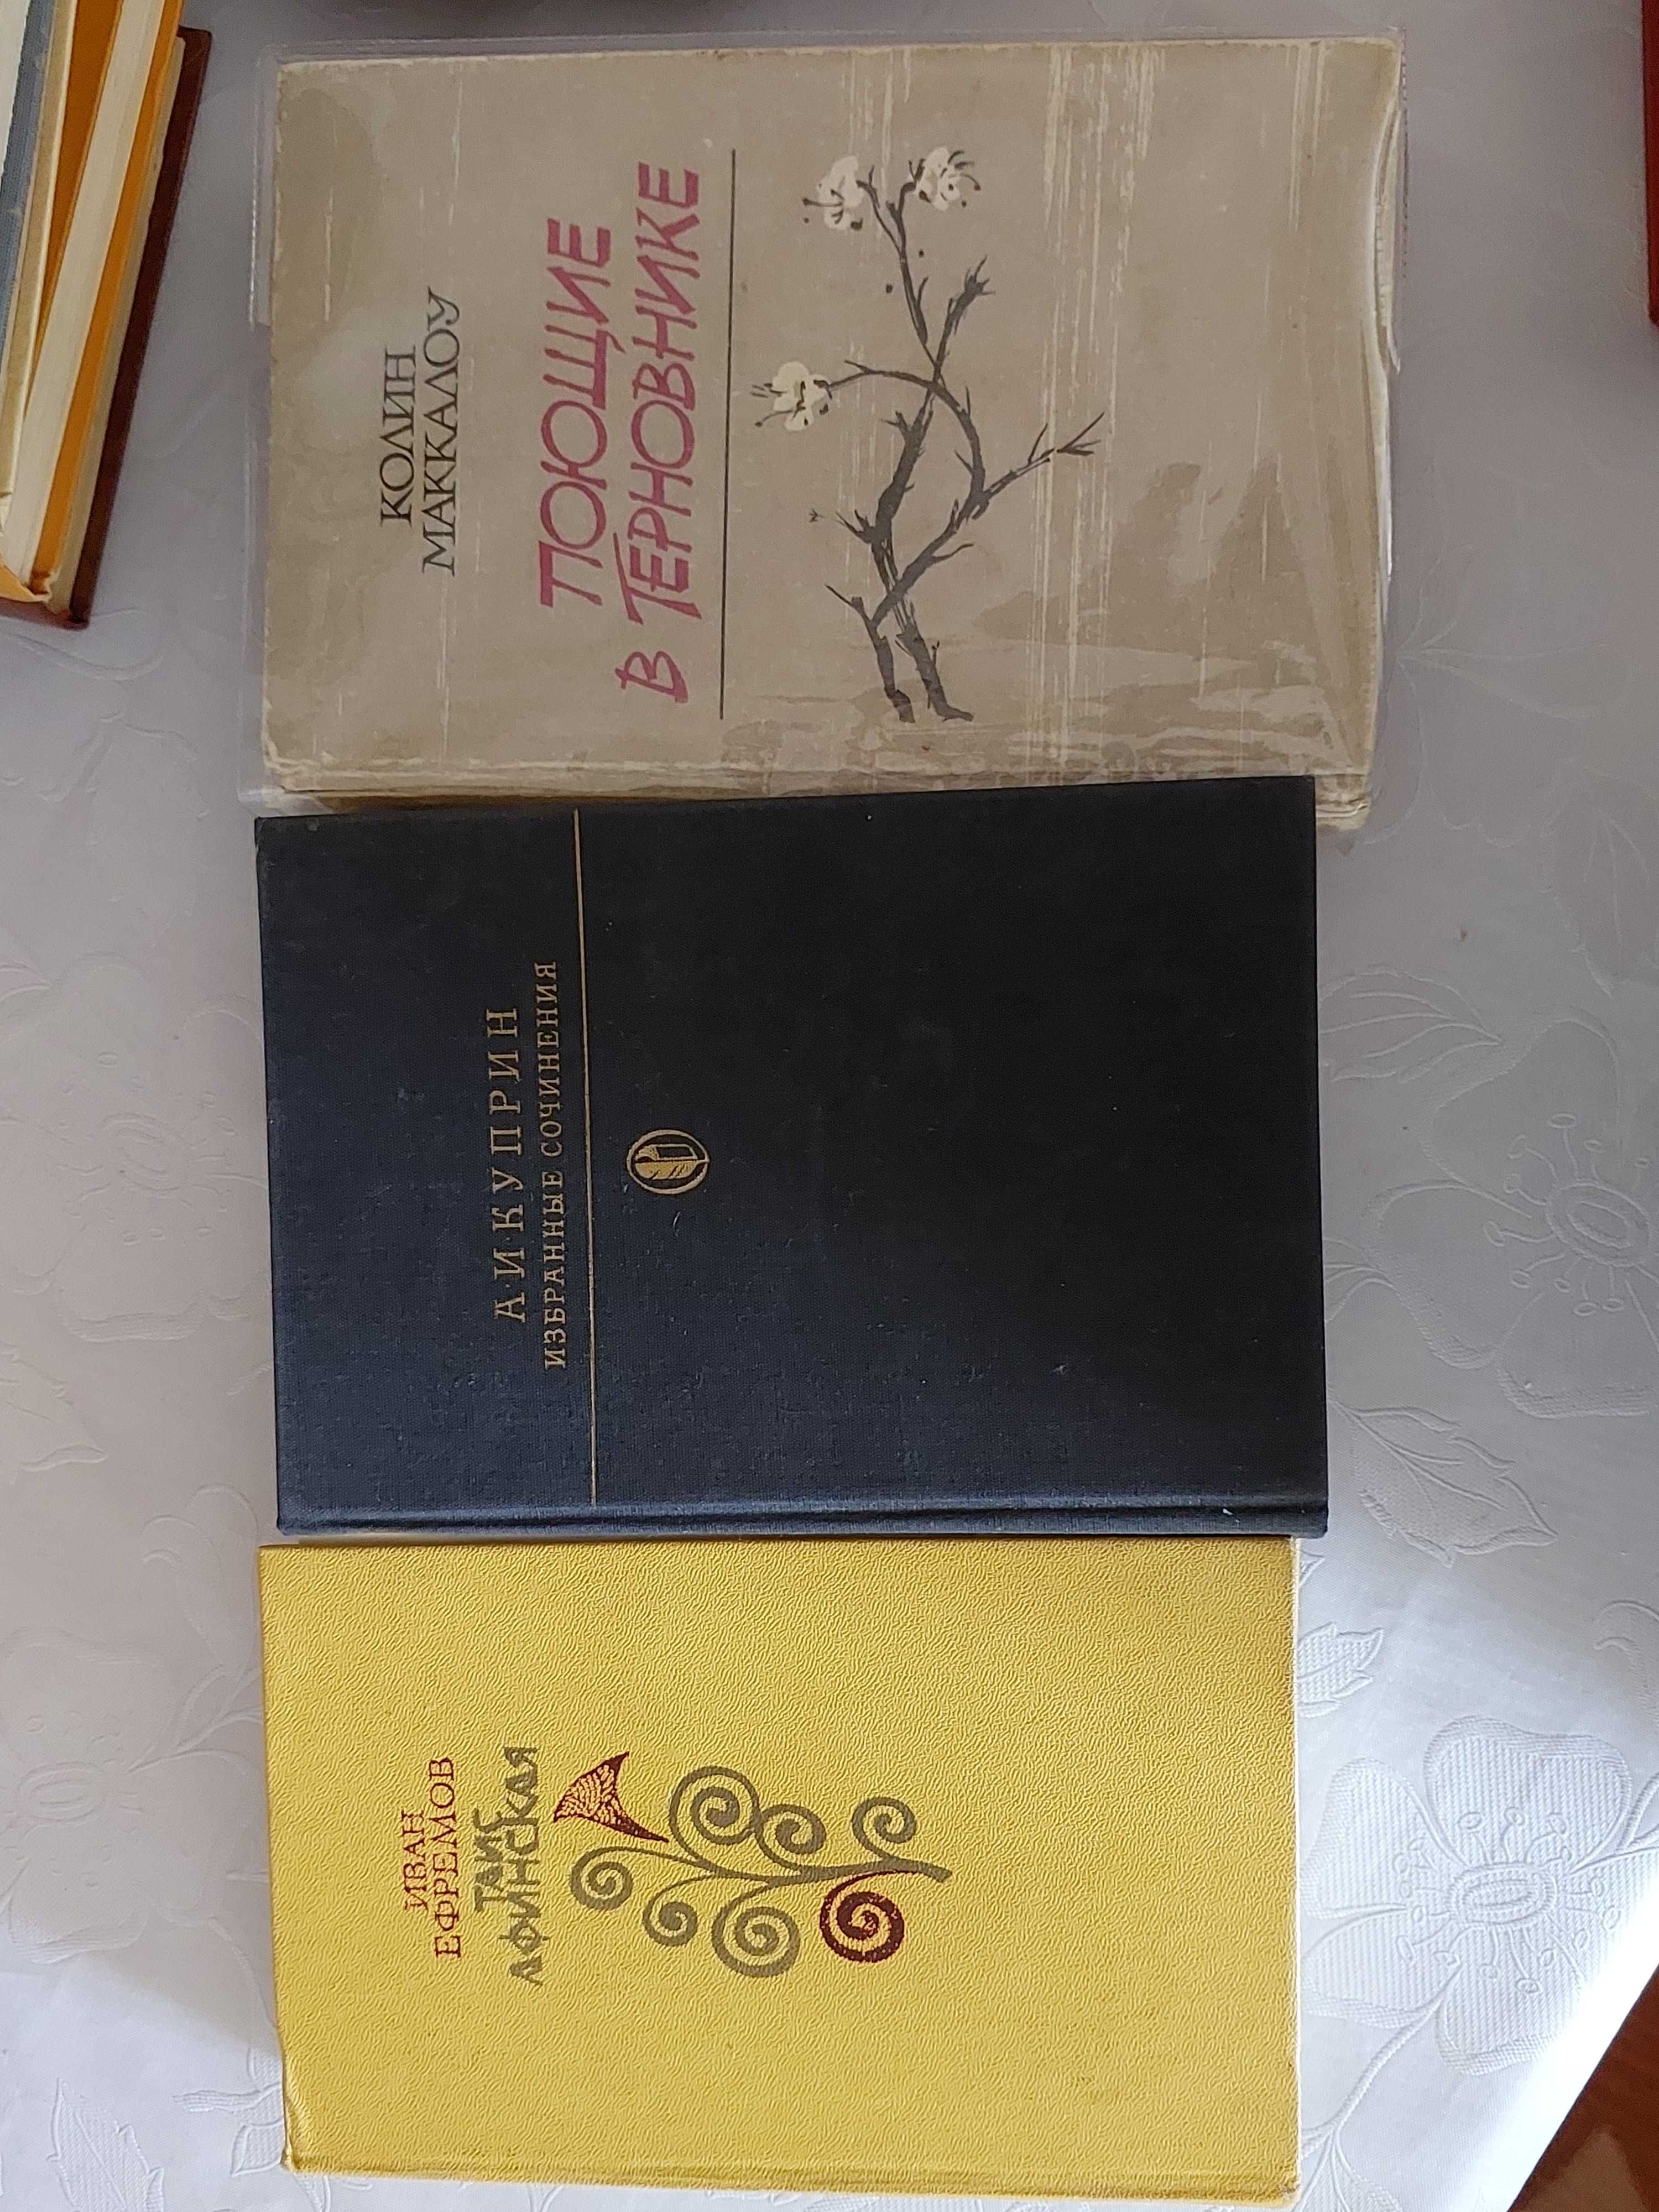 ИВАН
ЕФРЕМОВ
ТАИС
АФИНСКАЯ
А·И·КУПРИН
ИЗБРАННЫЕ СОЧИНЕНИЯ
КОЛИН
МАККАЛОУ
ПОЮЩИЕ
В ТЕРНОВНИКЕ